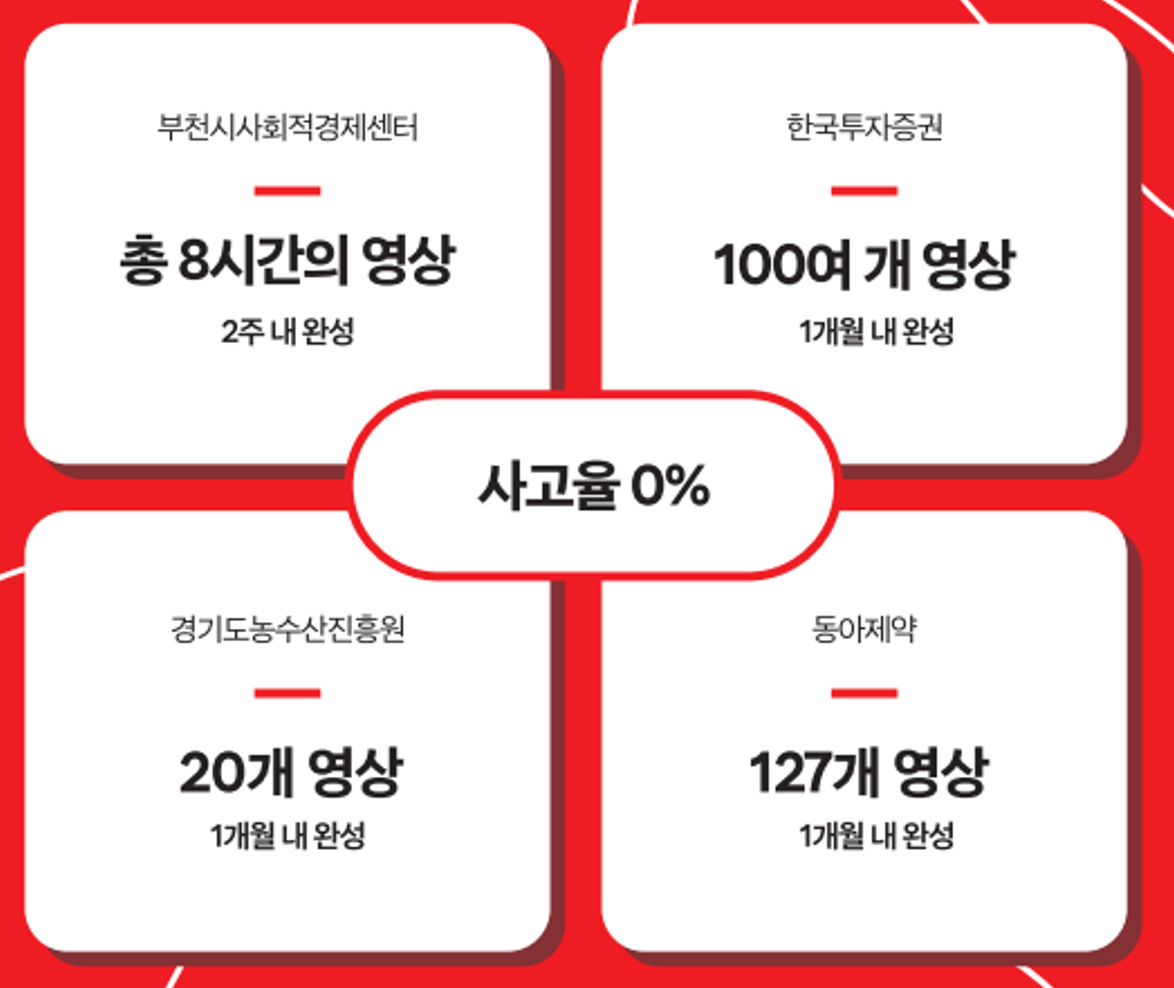 부천시사회적경제센터
총 8시간의 영상
2주 내 완성
한국투자증권
100여 개 영상
1개월 내 완성
사고율 0%
경기도농수산진흥원
20개 영상
1개월 내 완성
동아제약
127개 영상
1개월 내 완성